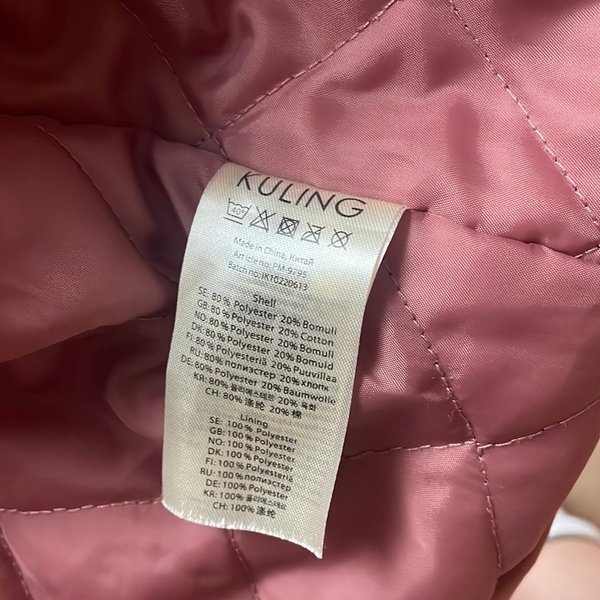 KULING
40°
Made in China, Китай
Article no: PM-9795
Batch no: IK10220613
Shell
SE: 80% Polyester 20% Bomull
GB: 80% Polyester 20% Cotton
NO: 80% Polyester 20% Bomull
DK: 80% Polyester 20% Bomuld
FI: 80% Polyesteriä 20% Puuvillaa
RU: 80% полиэстер 20% хлопк
DE: 80% Polyester 20% Baumwolle
KR: 80% 폴리에스테르 20% 목화
CH: 80% 涤纶 20% 棉
Lining
SE: 100% Polyester
GB: 100% Polyester
NO: 100% Polyester
DK: 100% Polyester
FI: 100% Polyesteriä
RU: 100% полиэстер
DE: 100% Polyester
KR: 100% 폴리에스테르
CH: 100% 涤纶